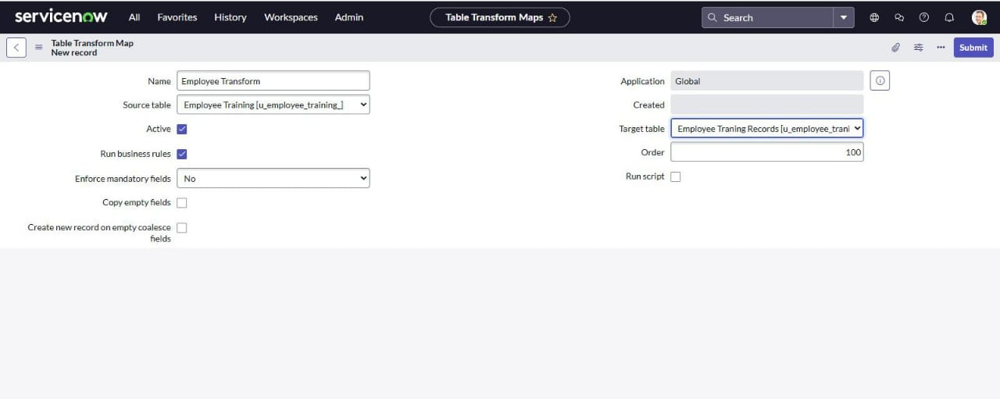 servicenow All Favorites History Workspaces Admin Table Transform Maps Search
Table Transform Map
New record
Submit
Name Employee Transform
Application Global
Source table Employee Training [u_employee_training_]
Created
Active
Target table Employee Traning Records [u_employee_trani
Run business rules
Order 100
Enforce mandatory fields No
Run script
Copy empty fields
Create new record on empty coalesce
fields